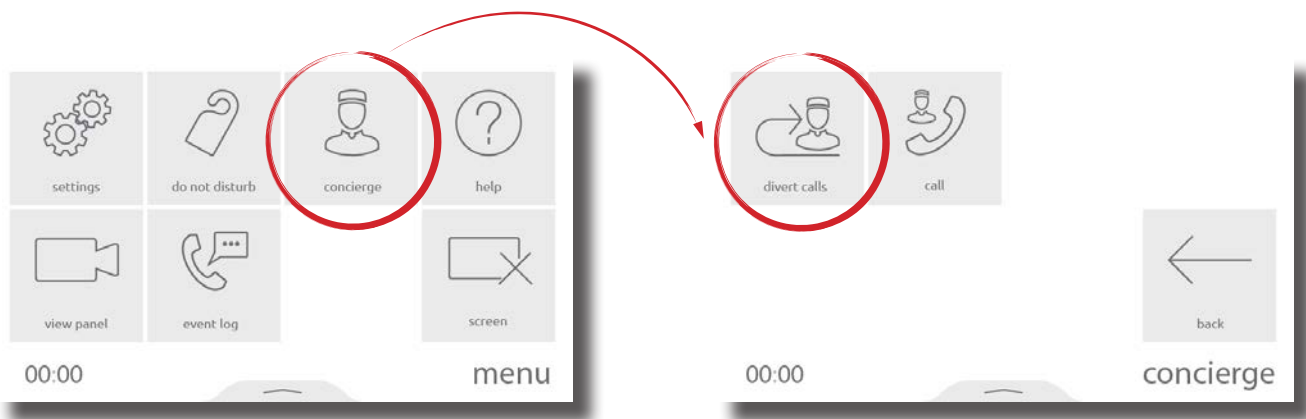 settings
do not disturb
concierge
help
view panel
event log
screen
00:00
menu
divert calls
call
back
00:00
concierge